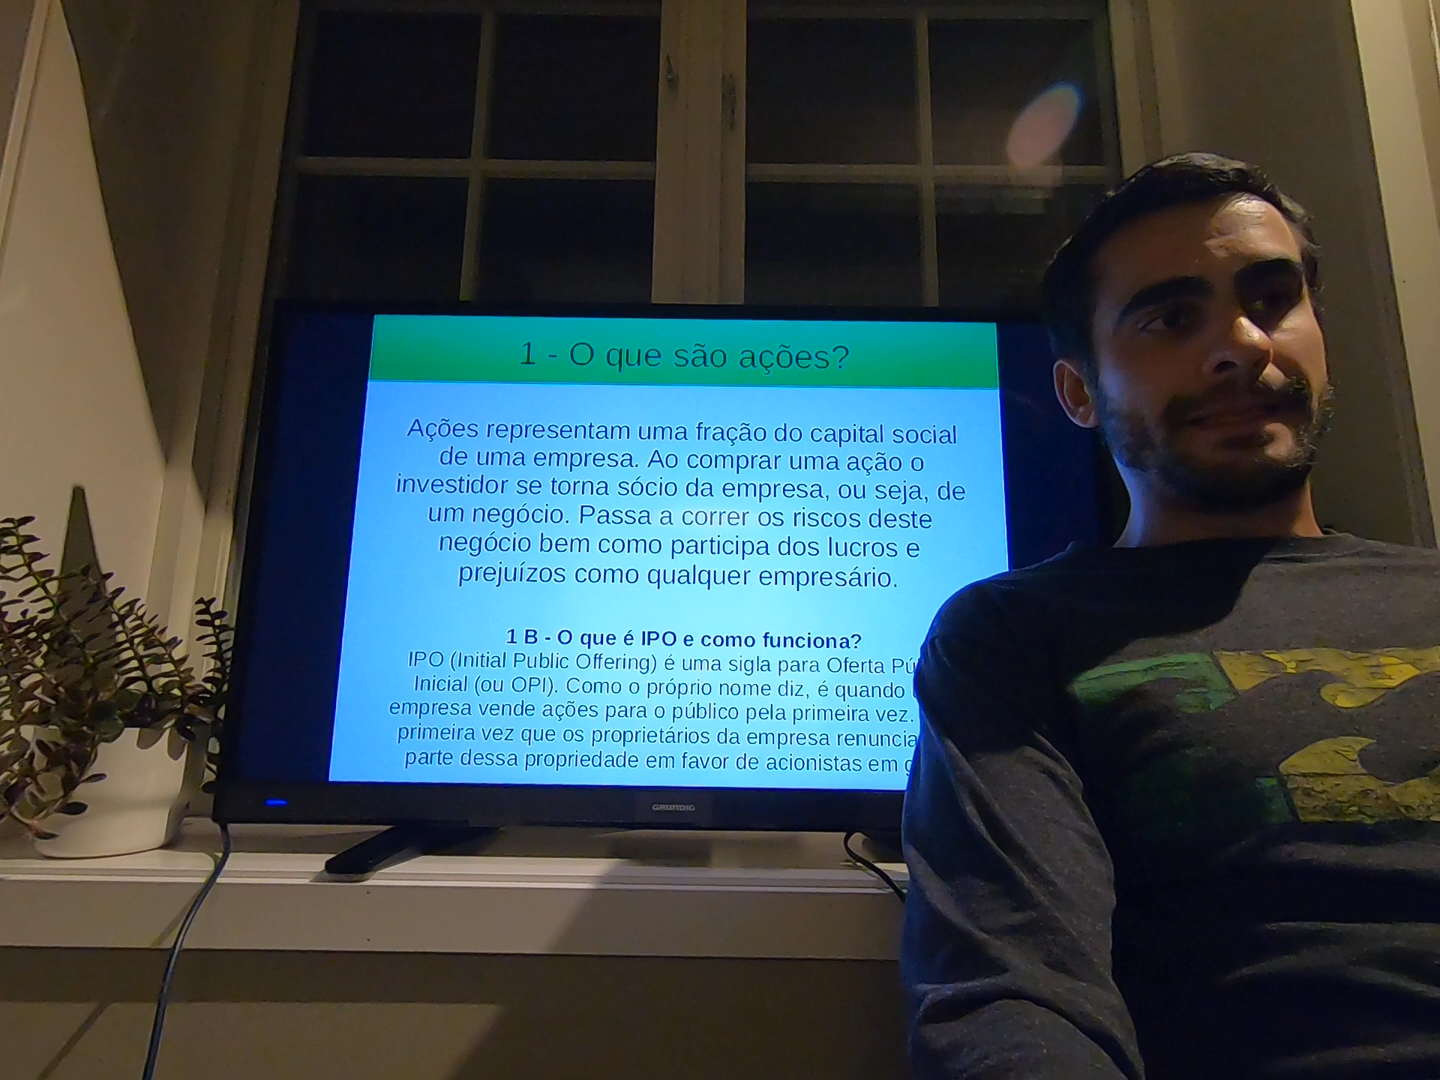 1 - O que são ações?
Ações representam uma fração do capital social
de uma empresa. Ao comprar uma ação o
investidor se torna sócio da empresa, ou seja, de
um negócio. Passa a correr os riscos deste
negócio bem como participa dos lucros e
prejuízos como qualquer empresário.
1 B - O que é IPO e como funciona?
IPO (Initial Public Offering) é uma sigla para Oferta
Inicial (ou OPI). Como o próprio nome diz, é quando
empresa vende ações para o público pela primeira vez.
primeira vez que os proprietários da empresa
parte dessa propriedade em favor de acionistas em
GRUNDIG